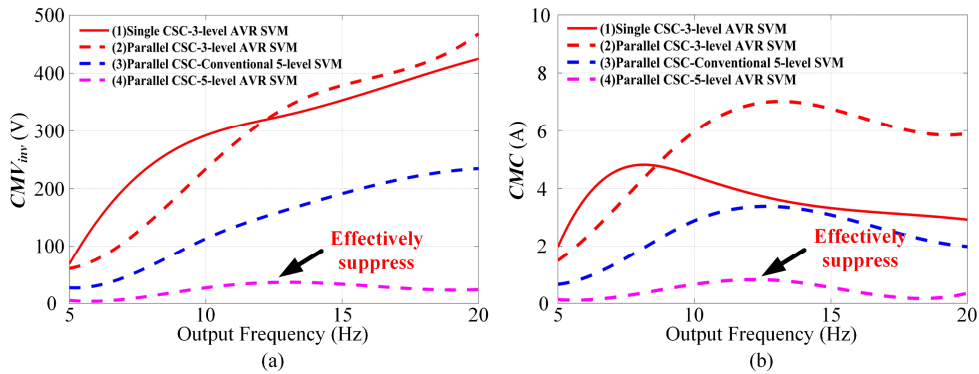 500
400
300
200
100
0
CMV_inv (V)
(1)Single CSC-3-level AVR SVM
(2)Parallel CSC-3-level AVR SVM
(3)Parallel CSC-Conventional 5-level SVM
(4)Parallel CSC-5-level AVR SVM
Effectively
suppress
5
10
15
20
Output Frequency (Hz)
(a)
10
8
6
4
2
0
CMC (A)
(1)Single CSC-3-level AVR SVM
(2)Parallel CSC-3-level AVR SVM
(3)Parallel CSC-Conventional 5-level SVM
(4)Parallel CSC-5-level AVR SVM
Effectively
suppress
5
10
15
20
Output Frequency (Hz)
(b)